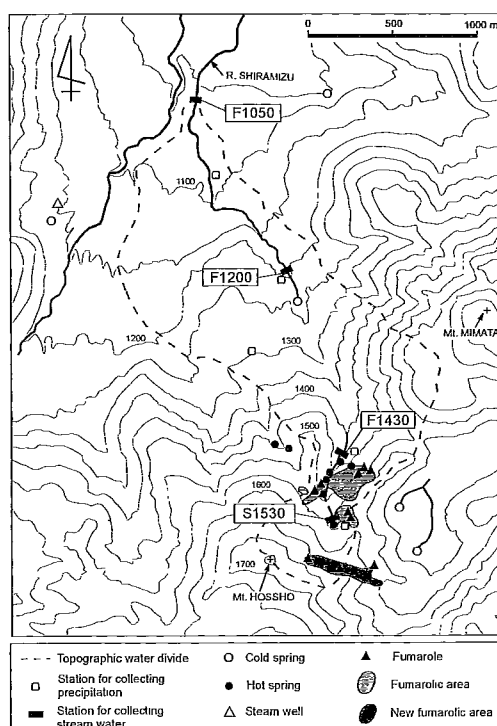 0 500 1000 m
R. SHIRAMIZU
F1050
1100
F1200
1200
1300
Mt. MIMATA
1400
1500
F1430
1600
S1530
1700
Mt. HOSSHO
Topographic water divide
Cold spring
Fumarole
Station for collecting precipitation
Hot spring
Fumarolic area
Station for collecting stream water
Steam well
New fumarolic area